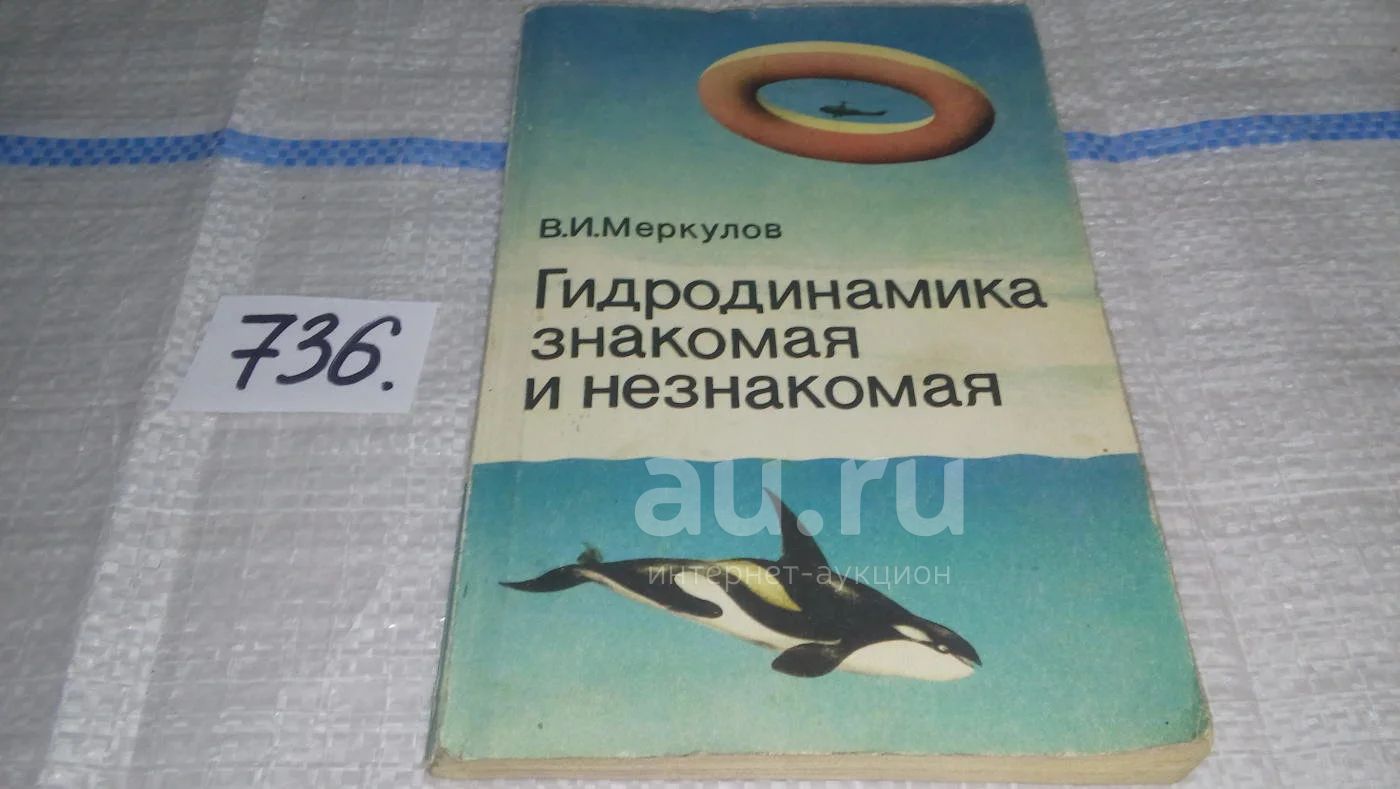 В.И.Меркулов
Гидродинамика
знакомая
и незнакомая
736.
au.ru
интернет-аукцион